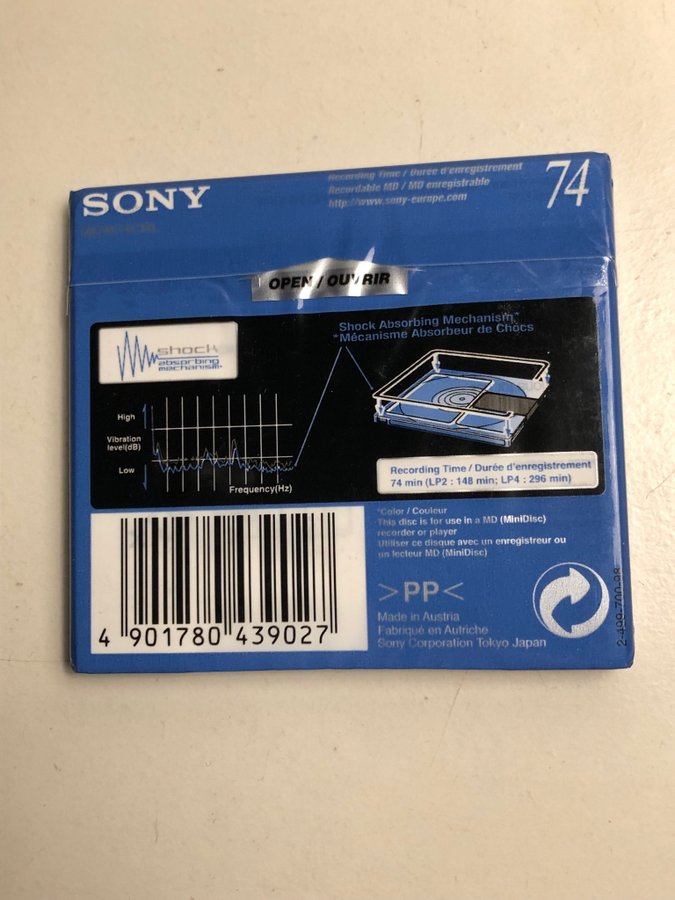 SONY
Recording Time / Durée d'enregistrement
Recordable MD / MD enregistrable
http://www.sony-europe.com
74
OPEN / OUVRIR
shock
absorbing
mechanism*
Shock Absorbing Mechanism*
*Mécanisme Absorbeur de Chocs
High
Vibration
level(dB)
Low
Frequency(Hz)
Recording Time / Durée d'enregistrement
74 min (LP2 : 148 min; LP4 : 296 min)
*Color / Couleur
This disc is for use in a MD (MiniDisc)
recorder or player
Utiliser ce disque avec un enregistreur ou
un lecteur MD (MiniDisc)
>PP<
Made in Austria
Fabriqué en Autriche
Sony Corporation Tokyo Japan
4 901780 439027
2-499-700-98